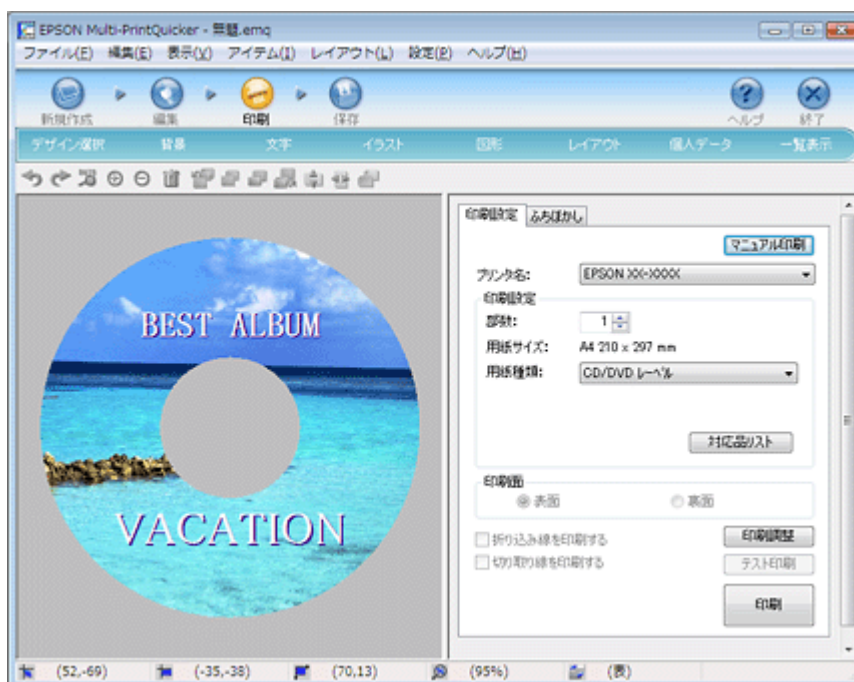 EPSON Multi-PrintQuicker - 無題.emq
ファイル(F) 編集(E) 表示(V) アイテム(I) レイアウト(L) 設定(P) ヘルプ(H)
新規作成 編集 印刷 保存 ヘルプ 終了
デザイン選択 背景 文字 イラスト 図形 レイアウト 個人データ 一覧表示
BEST ALBUM
VACATION
印刷設定 ふちぼかし
マニュアル印刷
プリンタ名: EPSON XX-XXXX
印刷設定
部数: 1
用紙サイズ: A4 210 x 297 mm
用紙種類: CD/DVD レーベル
対応品リスト
印刷面
表面 裏面
折り込み線を印刷する
切り取り線を印刷する
印刷調整
テスト印刷
印刷
(52,-69) (-35,-38) (70,13) (95%) (表)